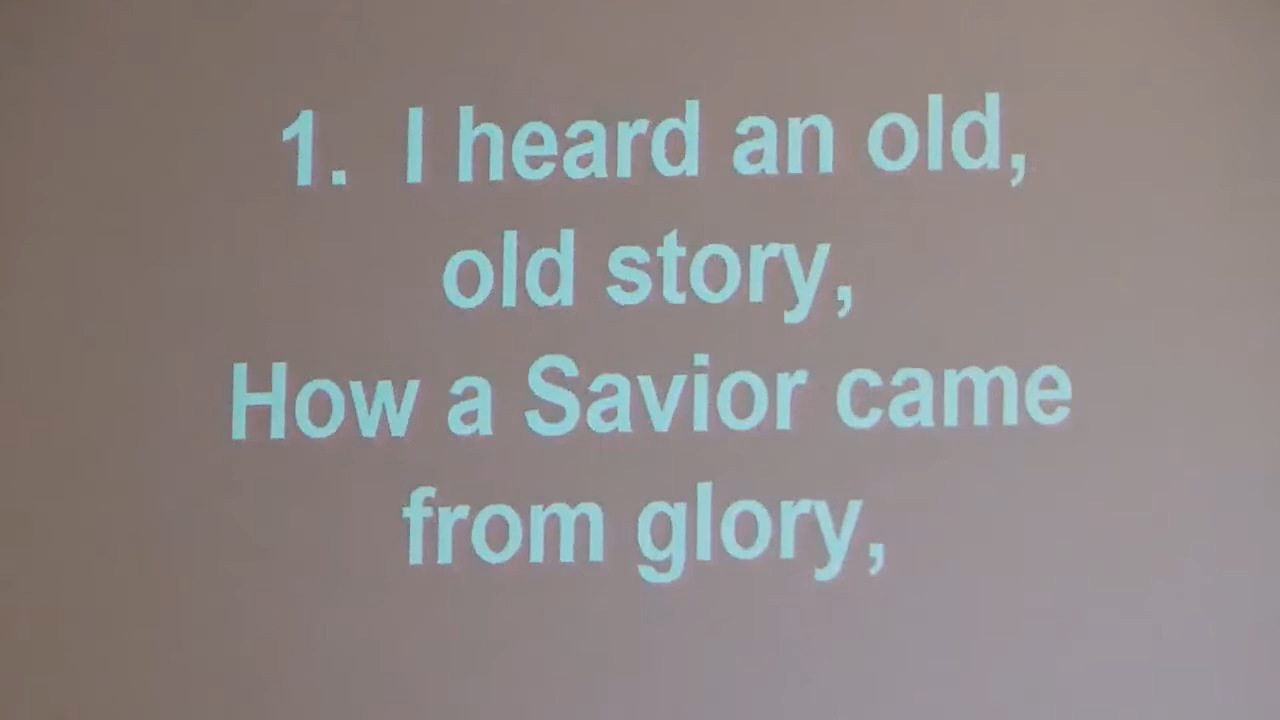 1. I heard an old,
old story,
How a Savior came
from glory,